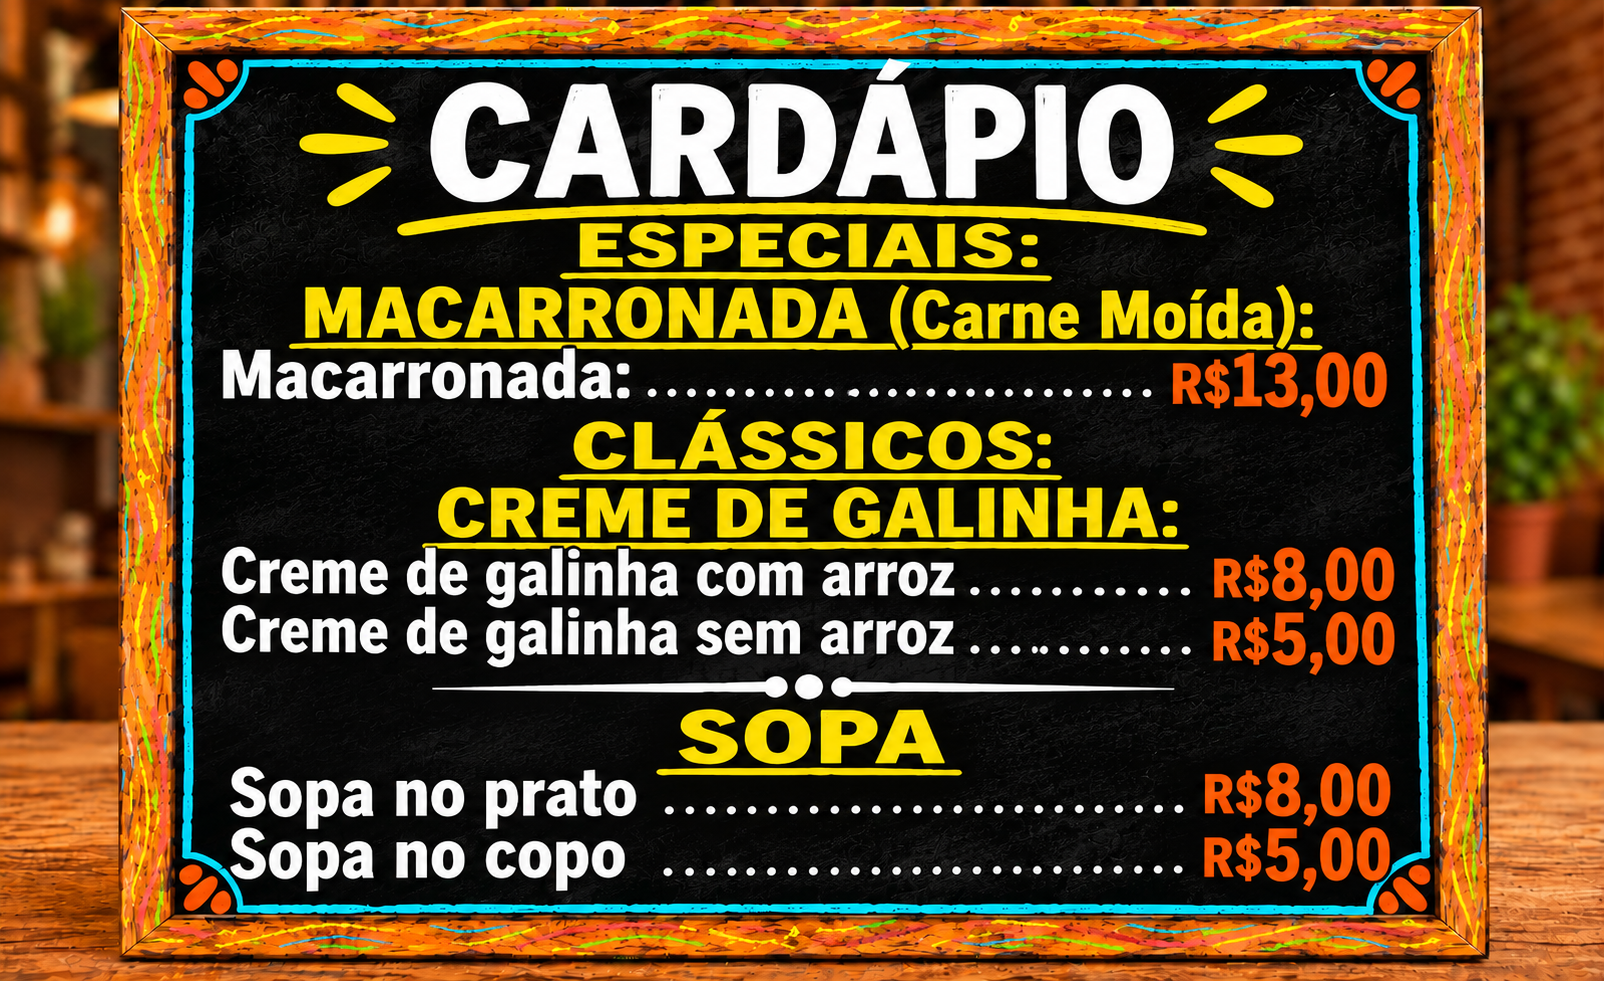 CARDÁPIO
ESPECIAIS:
MACARRONADA (Carne Moída):
Macarronada: ........................ R$13,00
CLÁSSICOS:
CREME DE GALINHA:
Creme de galinha com arroz ........... R$8,00
Creme de galinha sem arroz ........... R$5,00
SOPA
Sopa no prato ......................... R$8,00
Sopa no copo ......................... R$5,00